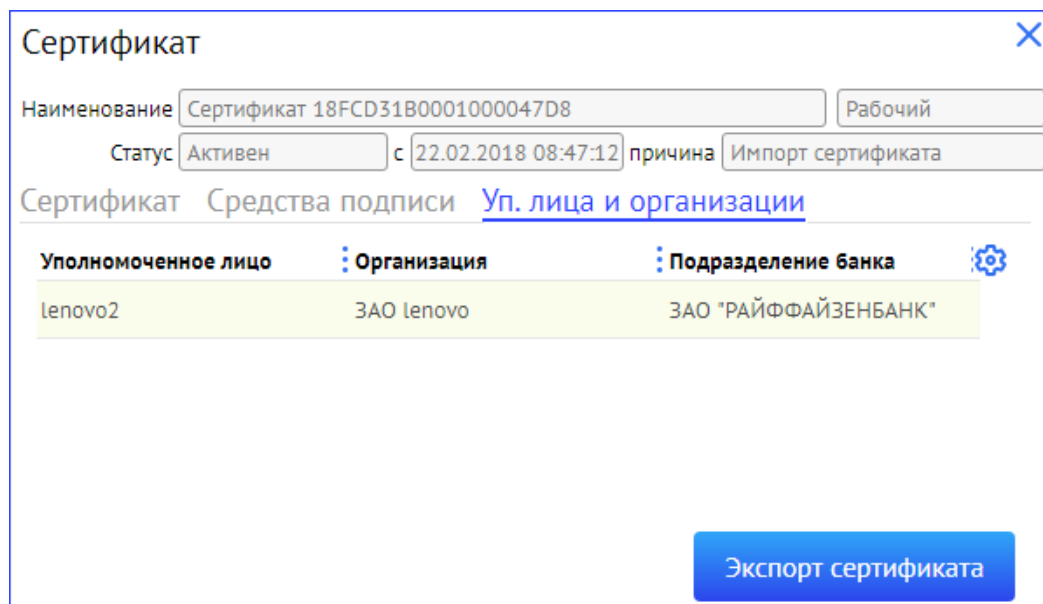 Сертификат
Наименование Сертификат 18FCD31B0001000047D8 Рабочий
Статус Активен с 22.02.2018 08:47:12 причина Импорт сертификата
Сертификат Средства подписи Уп. лица и организации
Уполномоченное лицо Организация Подразделение банка
lenovo2 ЗАО lenovo ЗАО "РАЙФФАЙЗЕНБАНК"
Экспорт сертификата